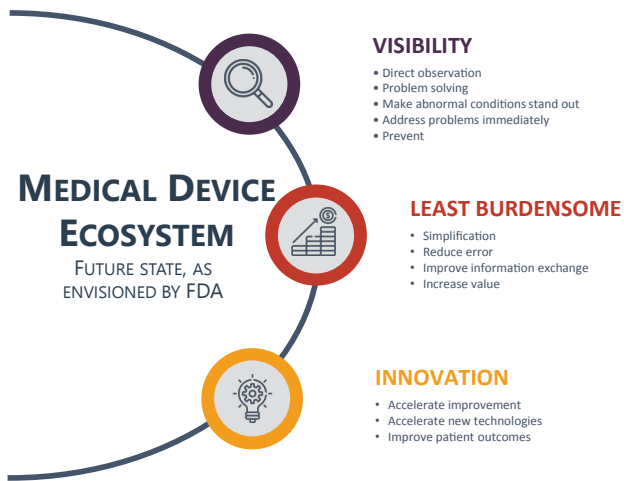 MEDICAL DEVICE
ECOSYSTEM
FUTURE STATE, AS
ENVISIONED BY FDA
VISIBILITY
• Direct observation
• Problem solving
• Make abnormal conditions stand out
• Address problems immediately
• Prevent
$
LEAST BURDENSOME
• Simplification
• Reduce error
• Improve information exchange
• Increase value
INNOVATION
• Accelerate improvement
• Accelerate new technologies
• Improve patient outcomes